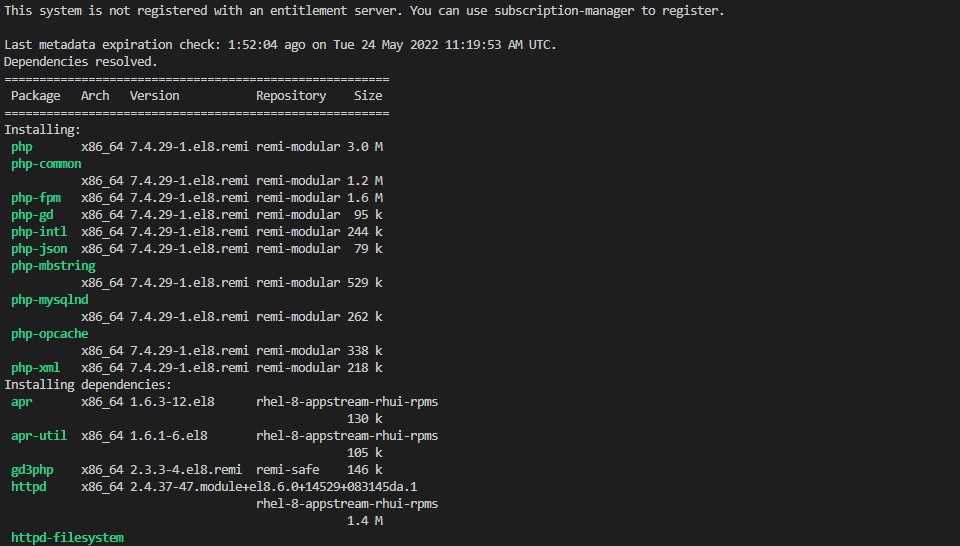 This system is not registered with an entitlement server. You can use subscription-manager to register.
Last metadata expiration check: 1:52:04 ago on Tue 24 May 2022 11:19:53 AM UTC.
Dependencies resolved.
=======================================================
 Package   Arch   Version           Repository    Size
=======================================================
Installing:
 php       x86_64 7.4.29-1.el8.remi remi-modular 3.0 M
 php-common
           x86_64 7.4.29-1.el8.remi remi-modular 1.2 M
 php-fpm   x86_64 7.4.29-1.el8.remi remi-modular 1.6 M
 php-gd    x86_64 7.4.29-1.el8.remi remi-modular  95 k
 php-intl  x86_64 7.4.29-1.el8.remi remi-modular 244 k
 php-json  x86_64 7.4.29-1.el8.remi remi-modular  79 k
 php-mbstring
           x86_64 7.4.29-1.el8.remi remi-modular 529 k
 php-mysqlnd
           x86_64 7.4.29-1.el8.remi remi-modular 262 k
 php-opcache
           x86_64 7.4.29-1.el8.remi remi-modular 338 k
 php-xml   x86_64 7.4.29-1.el8.remi remi-modular 218 k
Installing dependencies:
 apr       x86_64 1.6.3-12.el8      rhel-8-appstream-rhui-rpms
                                                 130 k
 apr-util  x86_64 1.6.1-6.el8       rhel-8-appstream-rhui-rpms
                                                 105 k
 gd3php    x86_64 2.3.3-4.el8.remi  remi-safe    146 k
 httpd     x86_64 2.4.37-47.module+el8.6.0+14529+083145da.1
                                    rhel-8-appstream-rhui-rpms
                                                 1.4 M
 httpd-filesystem